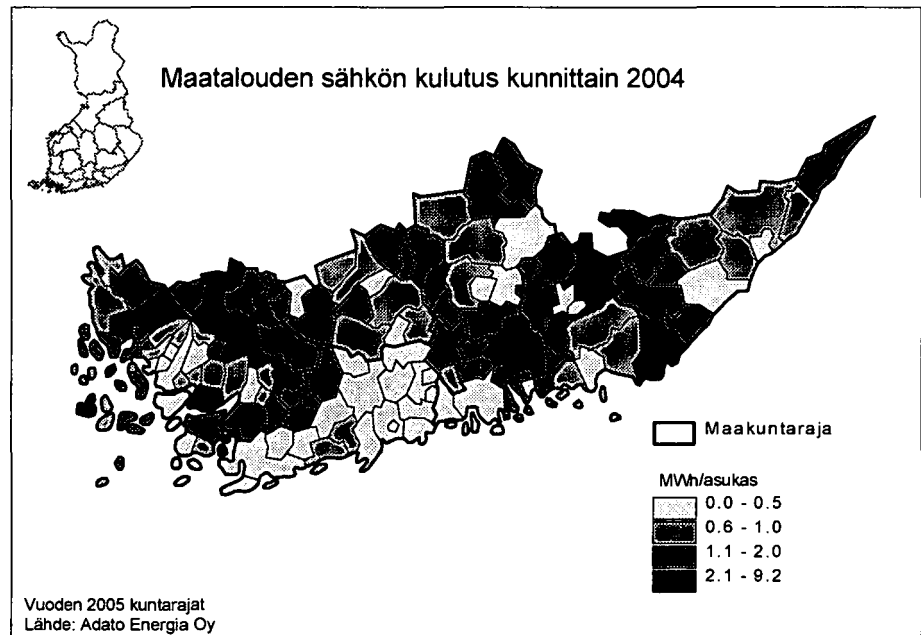 Maatalouden sähkön kulutus kunnittain 2004
Maakuntaraja
MWh/asukas
0.0 - 0.5
0.6 - 1.0
1.1 - 2.0
2.1 - 9.2
Vuoden 2005 kuntarajat
Lähde: Adato Energia Oy